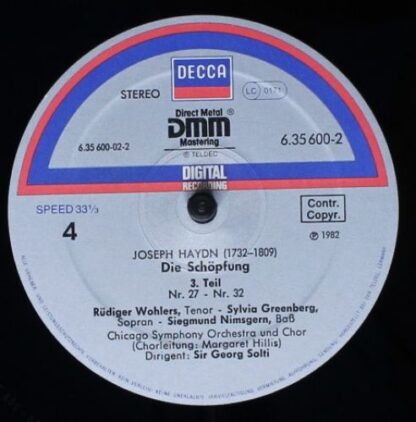 DECCA
STEREO
LC 0171
Direct Metal ®
DMM
Mastering
℗ TELDEC
6.35 600-02-2
6.35 600-2
DIGITAL
RECORDING
SPEED 33⅓
4
Contr.
Copyr.
℗ 1982
JOSEPH HAYDN (1732–1809)
Die Schöpfung
3. Teil
Nr. 27 - Nr. 32
Rüdiger Wohlers, Tenor - Sylvia Greenberg,
Sopran - Siegmund Nimsgern, Baß
Chicago Symphony Orchestra und Chor
(Chorleitung: Margaret Hillis)
Dirigent: Sir Georg Solti